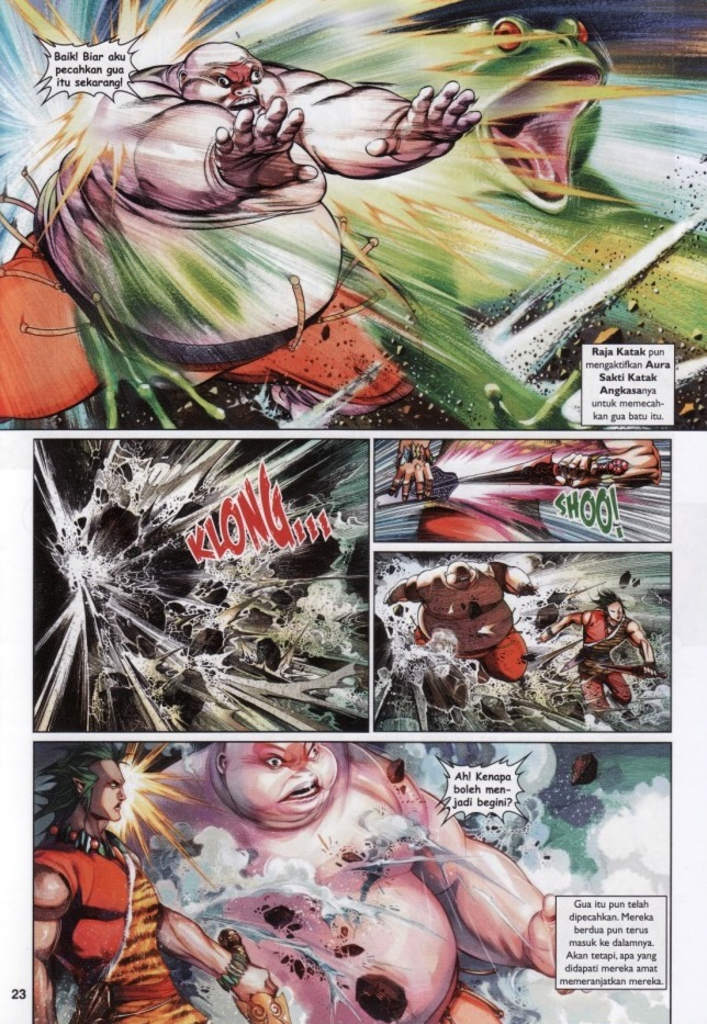 Baik! Biar aku
pecahkan gua
itu sekarang!
Raja Katak pun
mengaktifkan Aura
Sakti Katak
Angkasanya
untuk memecah-
kan gua batu itu.
KLONG...
SHOO!
Ah! Kenapa
boleh men-
jadi begini?
Gua itu pun telah
dipecahkan. Mereka
berdua pun terus
masuk ke dalamnya.
Akan tetapi, apa yang
didapati mereka amat
memeranjatkan mereka.
23